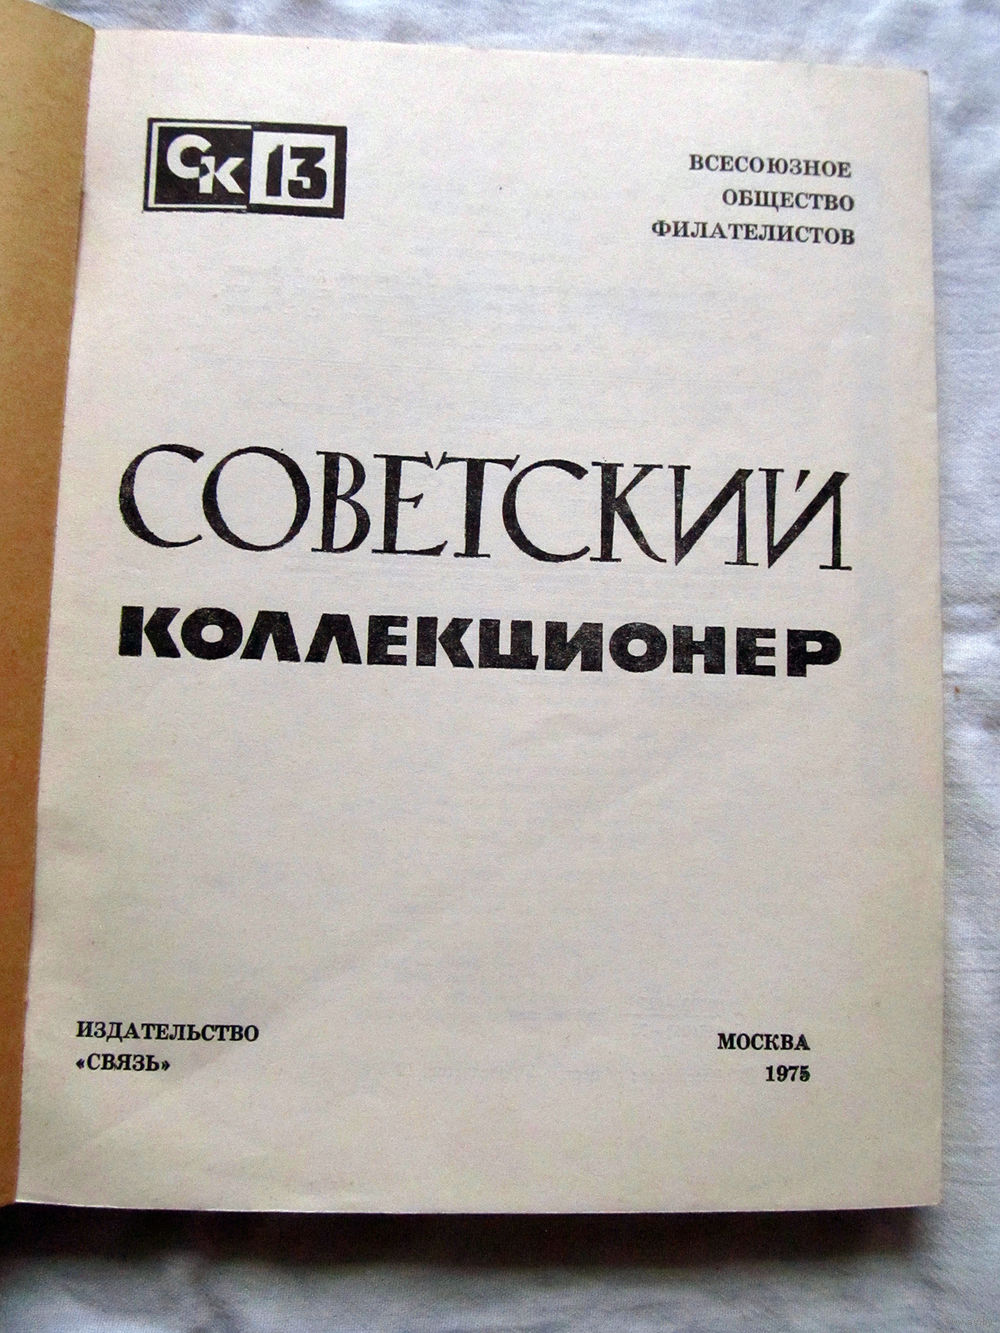 СК 13
ВСЕСОЮЗНОЕ
ОБЩЕСТВО
ФИЛАТЕЛИСТОВ
СОВЕТСКИЙ
КОЛЛЕКЦИОНЕР
ИЗДАТЕЛЬСТВО
«СВЯЗЬ»
МОСКВА
1975